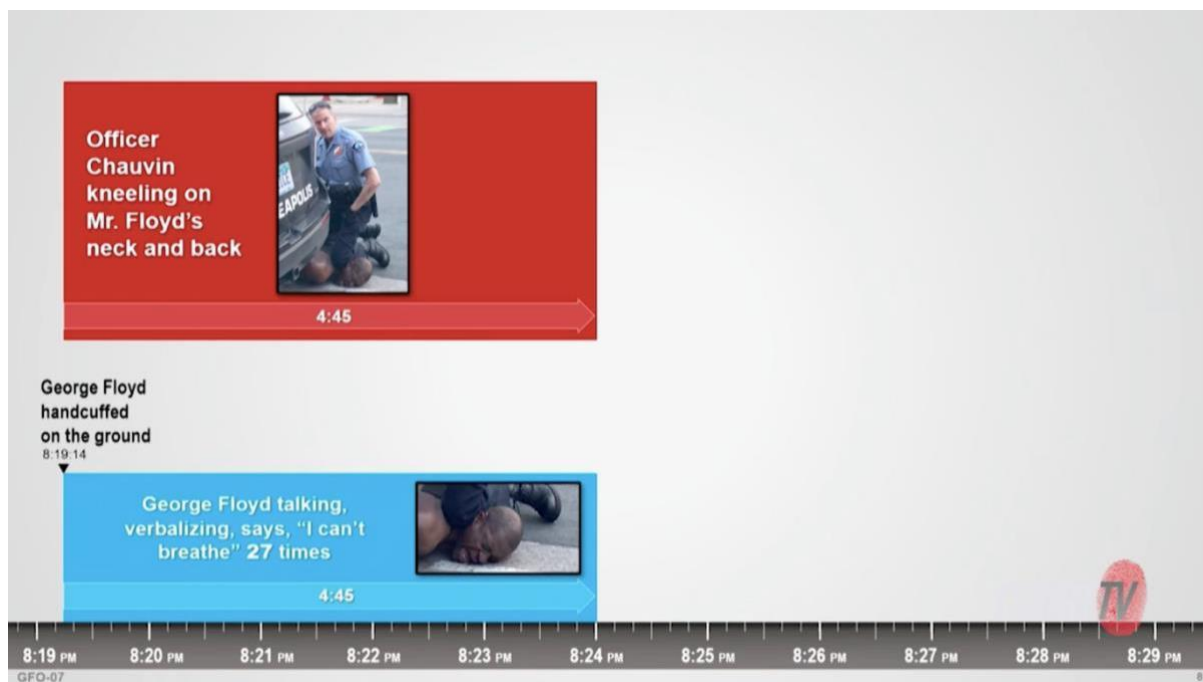 Officer
Chauvin
kneeling on
Mr. Floyd's
neck and back
EAPOLIS
4:45
George Floyd
handcuffed
on the ground
8:19:14
George Floyd talking,
verbalizing, says, “I can't
breathe” 27 times
4:45
TV
8:19 PM 8:20 PM 8:21 PM 8:22 PM 8:23 PM 8:24 PM 8:25 PM 8:26 PM 8:27 PM 8:28 PM 8:29 PM
GFO-07